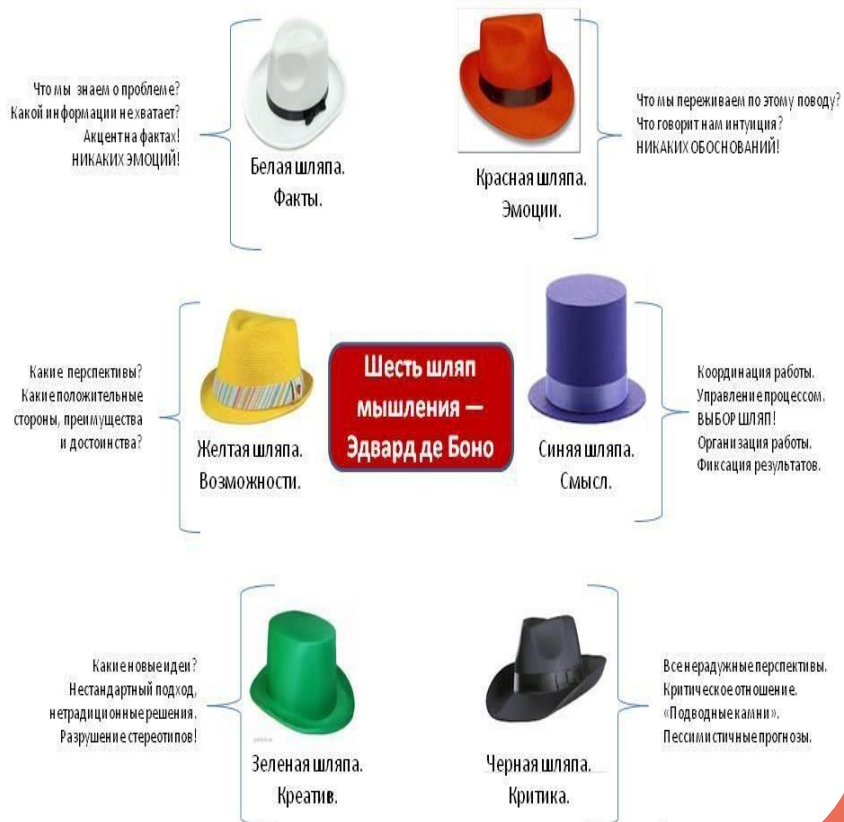 Что мы знаем о проблеме?
Какой информации не хватает?
Акцент на фактах!
НИКАКИХ ЭМОЦИЙ!
Белая шляпа.
Факты.
Красная шляпа.
Эмоции.
Что мы переживаем по этому поводу?
Что говорит нам интуиция?
НИКАКИХ ОБОСНОВАНИЙ!
Какие перспективы?
Какие положительные
стороны, преимущества
и достоинства?
Желтая шляпа.
Возможности.
Шесть шляп
мышления —
Эдвард де Боно
Синяя шляпа.
Смысл.
Координация работы.
Управление процессом.
ВЫБОР ШЛЯП!
Организация работы.
Фиксация результатов.
Какие новые идеи?
Нестандартный подход,
нетрадиционные решения.
Разрушение стереотипов!
Зеленая шляпа.
Креатив.
Черная шляпа.
Критика.
Все нерадужные перспективы.
Критическое отношение.
«Подводные камни».
Пессимистичные прогнозы.